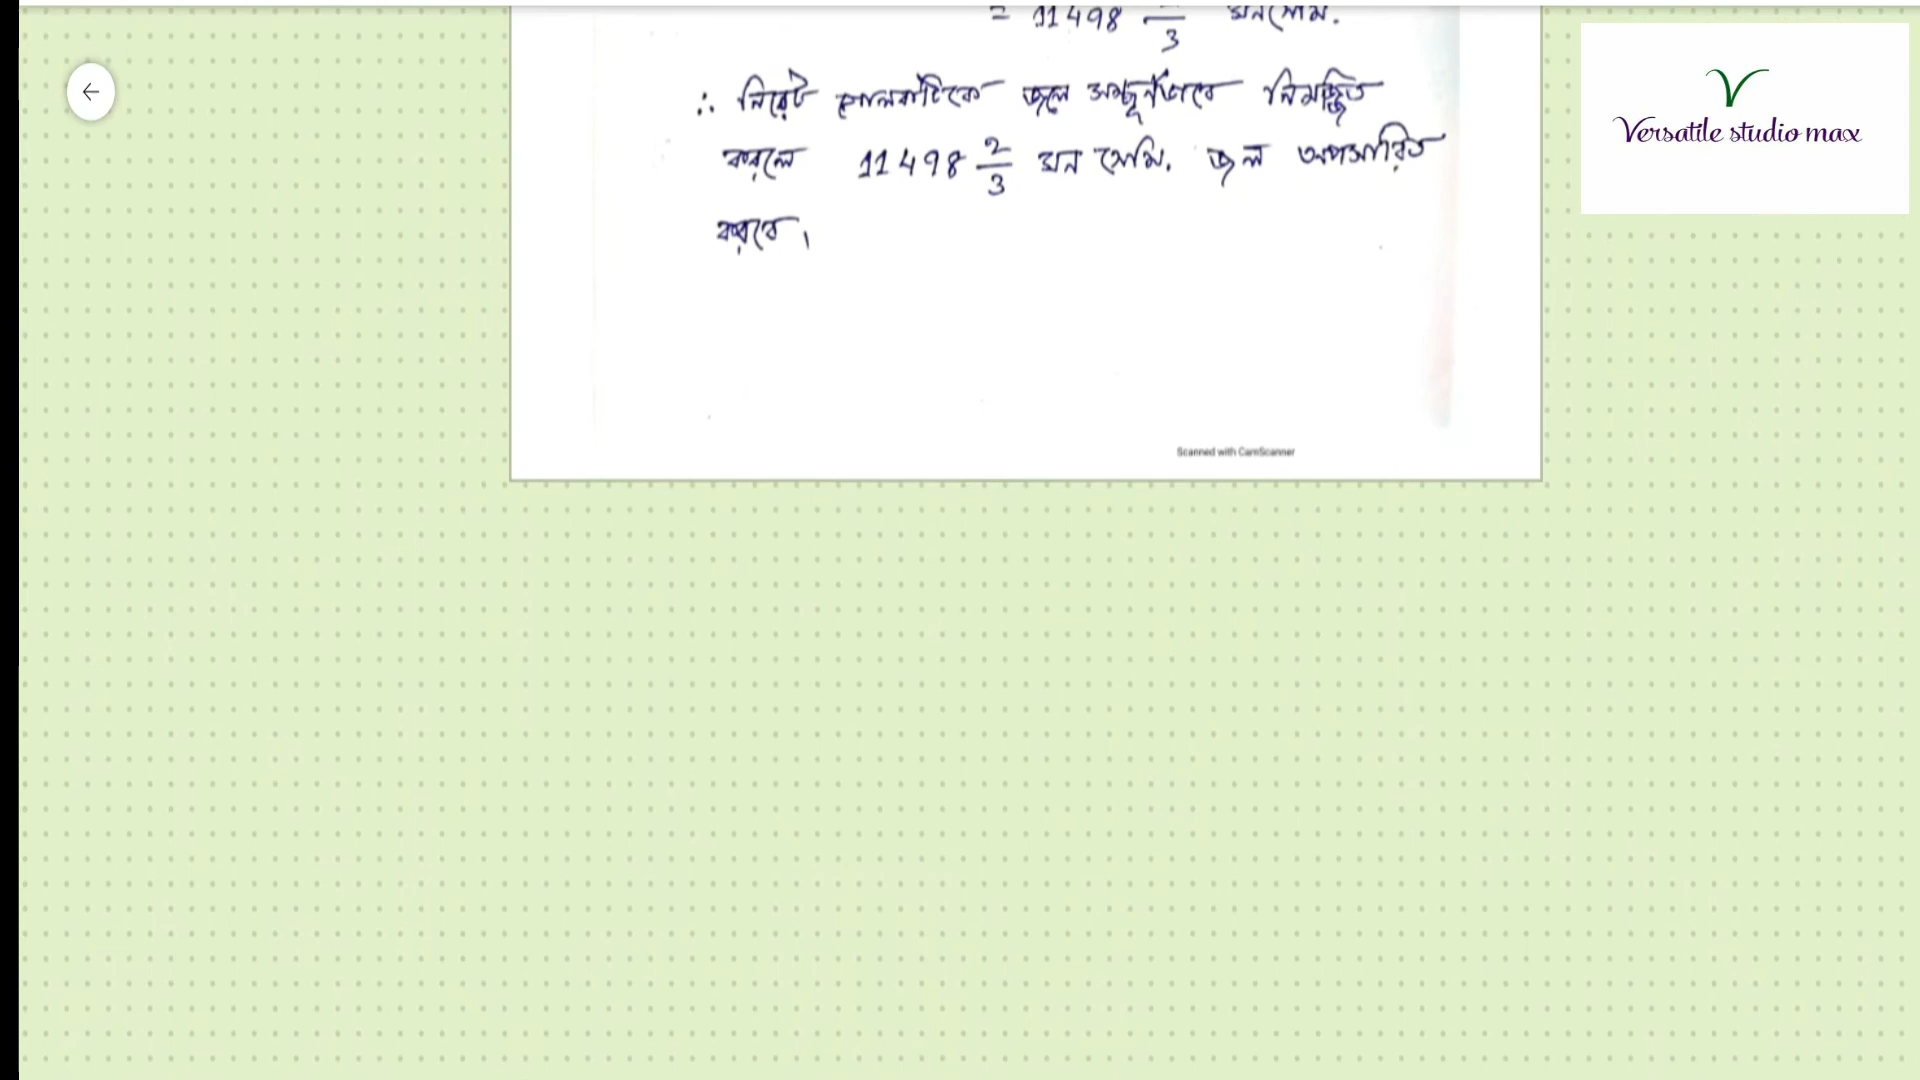 = 11498 2/3 ঘন সেমি.
∴ নিরেট গোলকটিকে জলে সম্পূর্ণভাবে নিমজ্জিত
করলে 11498 2/3 ঘন সেমি. জল অপসারিত
করবে।
Scanned with CamScanner
Versatile studio max